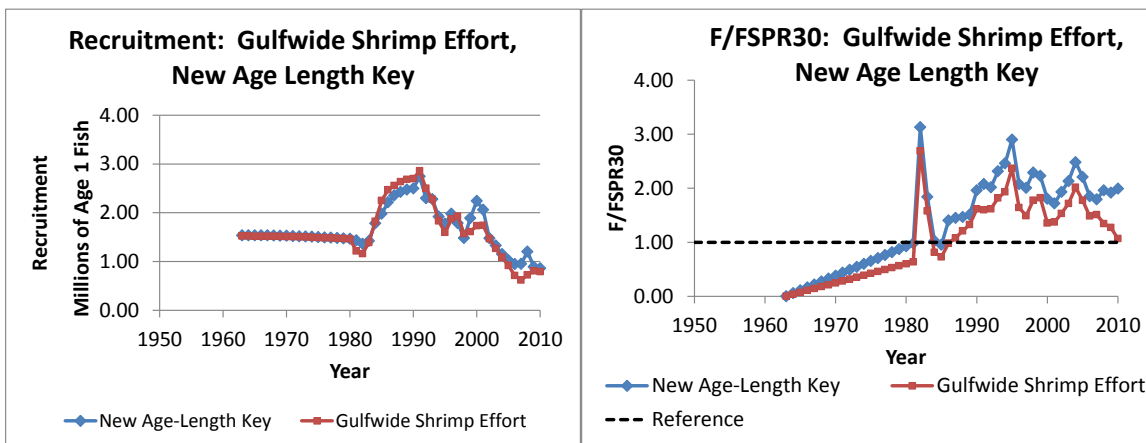 Recruitment: Gulfwide Shrimp Effort,
New Age Length Key
Recruitment
Millions of Age 1 Fish
4.00
3.00
2.00
1.00
0.00
1950 1960 1970 1980 1990 2000 2010
Year
New Age-Length Key Gulfwide Shrimp Effort
F/FSPR30: Gulfwide Shrimp Effort,
New Age Length Key
F/FSPR30
4.00
3.00
2.00
1.00
0.00
1950 1960 1970 1980 1990 2000 2010
Year
New Age-Length Key Gulfwide Shrimp Effort
Reference